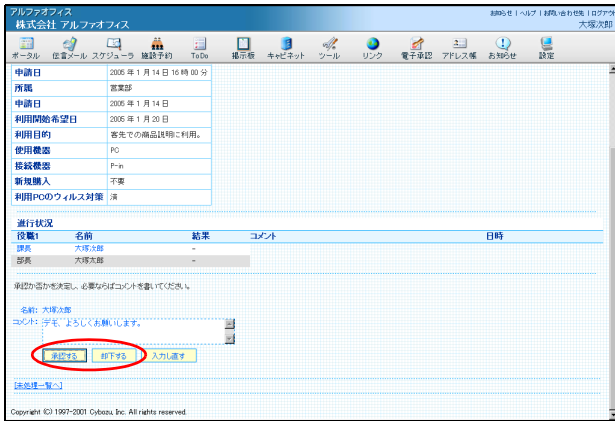 アルファオフィス
お知らせ | ヘルプ | お問い合わせ先 | ログアウト
株式会社 アルファオフィス
大塚次郎
ポータル 伝言メール スケジューラ 施設予約 ToDo 掲示板 キャビネット ツール リンク 電子承認 アドレス帳 お知らせ 設定
申請日 2005 年 1 月 14 日 16 時 00 分
所属 営業部
申請日 2005 年 1 月 14 日
利用開始希望日 2005 年 1 月 20 日
利用目的 客先での商品説明に利用。
使用機器 PC
接続機器 P-in
新規購入 不要
利用PCのウィルス対策 済
進行状況
役職1 名前 結果 コメント 日時
課長 大塚次郎 -
部長 大塚太郎 -
承認か否かを決定し、必要ならばコメントを書いてください。
名前: 大塚次郎
コメント: デモ、よろしくお願いします。
承認する 却下する 入力し直す
[未処理一覧へ]
Copyright (C) 1997-2001 Cybozu, Inc. All rights reserved.